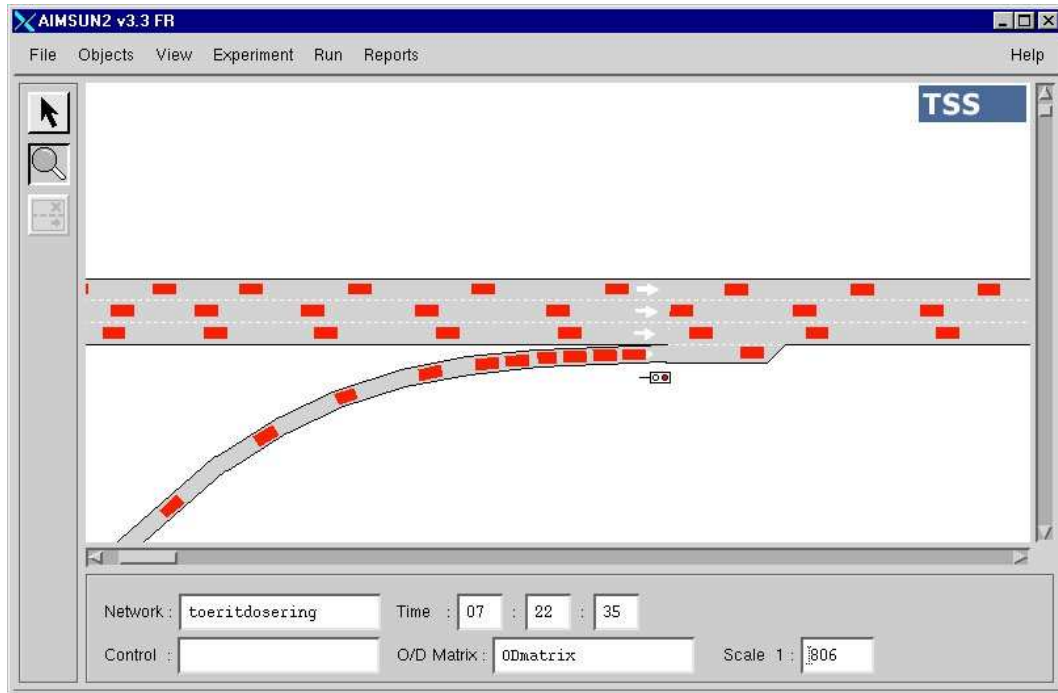 AIMSUN2 v3.3 FR
File Objects View Experiment Run Reports Help
TSS
Network : toeritdosering Time : 07 : 22 : 35
Control : O/D Matrix : ODmatrix Scale 1 : 806